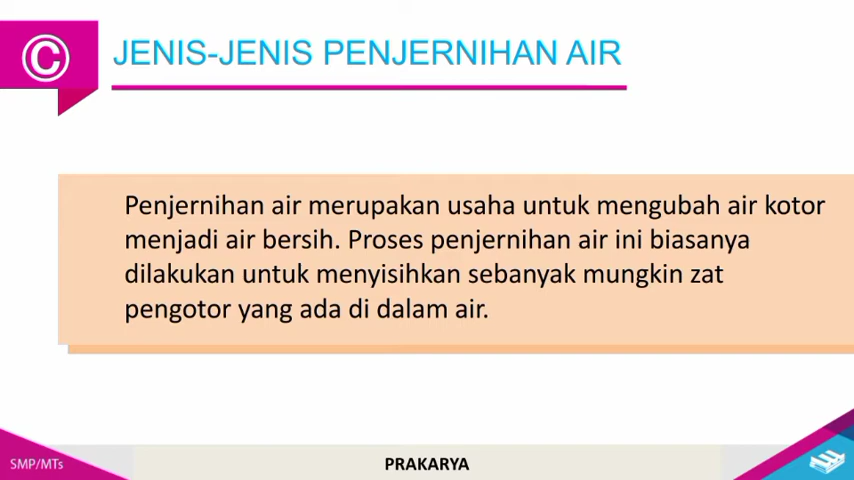 ©
JENIS-JENIS PENJERNIHAN AIR
Penjernihan air merupakan usaha untuk mengubah air kotor
menjadi air bersih. Proses penjernihan air ini biasanya
dilakukan untuk menyisihkan sebanyak mungkin zat
pengotor yang ada di dalam air.
SMP/MTs
PRAKARYA